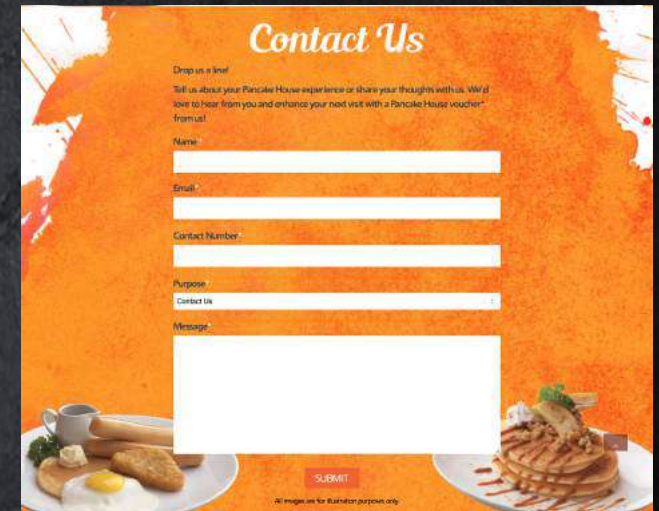 Contact Us
Drop us a line!
Tell us about your Pancake House experience or share your thoughts with us. We'd
love to hear from you and enhance your next visit with a Pancake House voucher*
from us!
Name*
Email*
Contact Number*
Purpose*
Contact Us
Message*
SUBMIT
All images are for illustration purposes only.